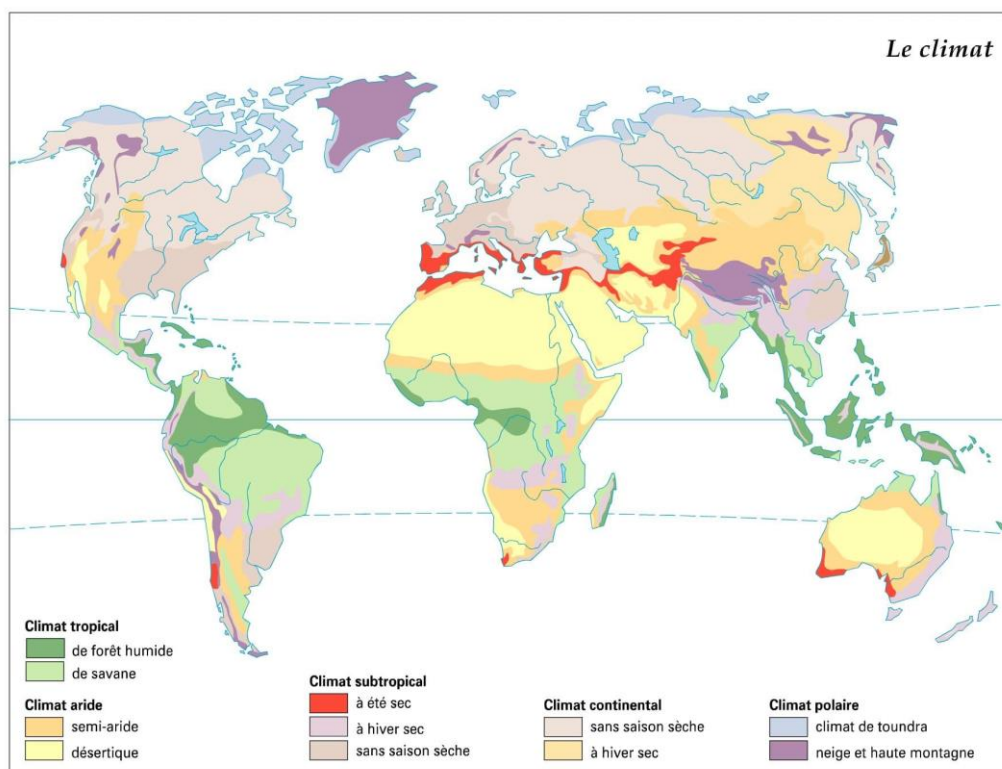 Le climat
Climat tropical
de forêt humide
de savane
Climat aride
semi-aride
désertique
Climat subtropical
à été sec
à hiver sec
sans saison sèche
Climat continental
sans saison sèche
à hiver sec
Climat polaire
climat de toundra
neige et haute montagne